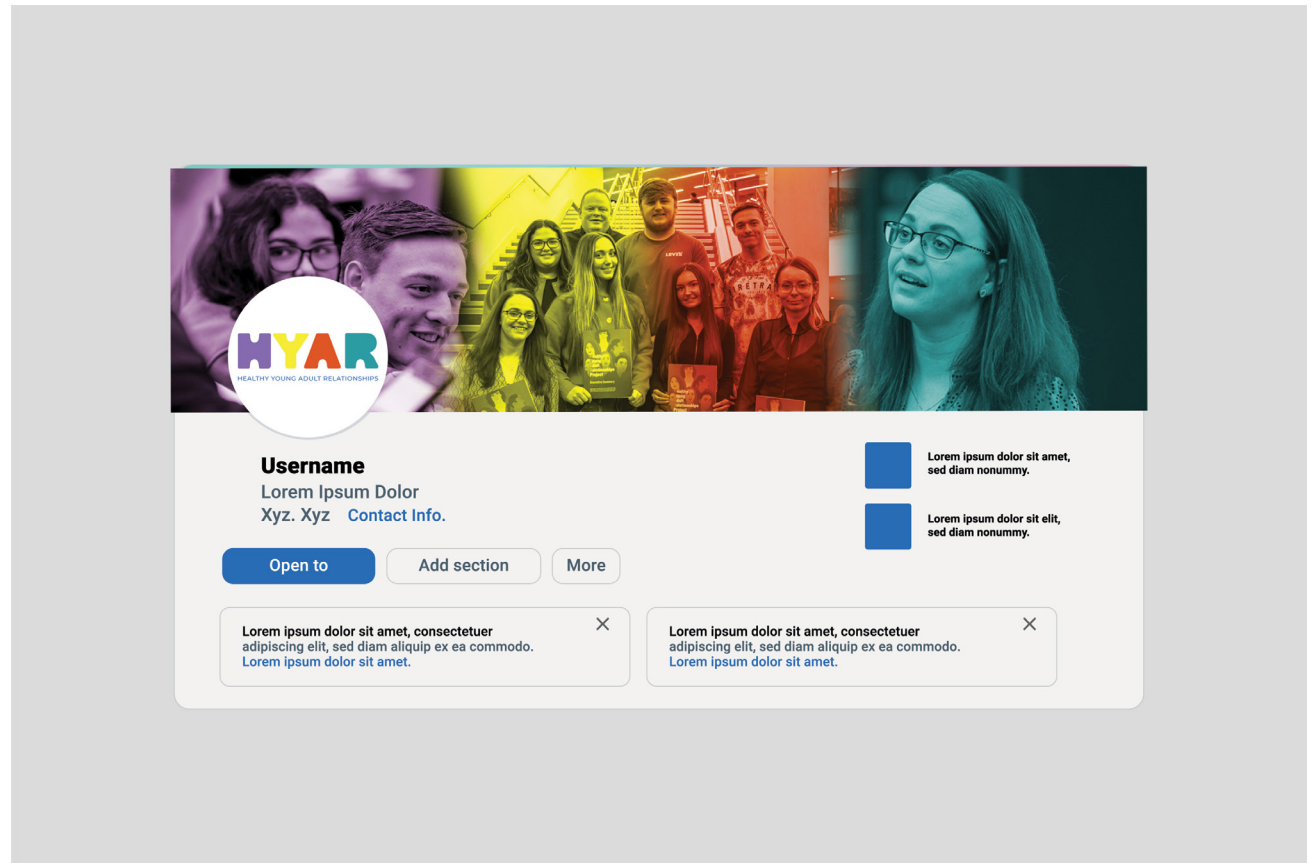 LEVI'S
RETRA
HYAR
HEALTHY YOUNG ADULT RELATIONSHIPS
Username
Lorem Ipsum Dolor
Xyz. Xyz Contact Info.
Open to
Add section
More
Lorem ipsum dolor sit amet,
sed diam nonummy.
Lorem ipsum dolor sit elit,
sed diam nonummy.
Lorem ipsum dolor sit amet, consectetuer
adipiscing elit, sed diam aliquip ex ea commodo.
Lorem ipsum dolor sit amet.
Lorem ipsum dolor sit amet, consectetuer
adipiscing elit, sed diam aliquip ex ea commodo.
Lorem ipsum dolor sit amet.